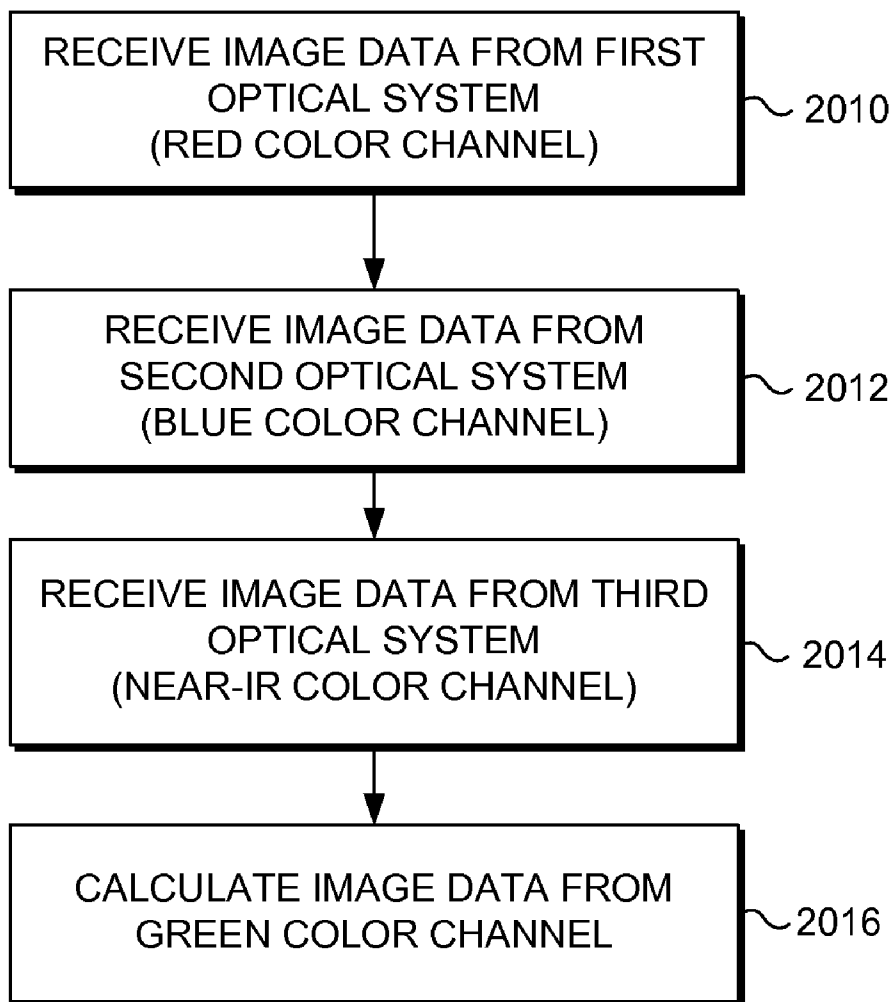 RECEIVE IMAGE DATA FROM FIRST
OPTICAL SYSTEM
(RED COLOR CHANNEL)
2010
RECEIVE IMAGE DATA FROM
SECOND OPTICAL SYSTEM
(BLUE COLOR CHANNEL)
2012
RECEIVE IMAGE DATA FROM THIRD
OPTICAL SYSTEM
(NEAR-IR COLOR CHANNEL)
2014
CALCULATE IMAGE DATA FROM
GREEN COLOR CHANNEL
2016